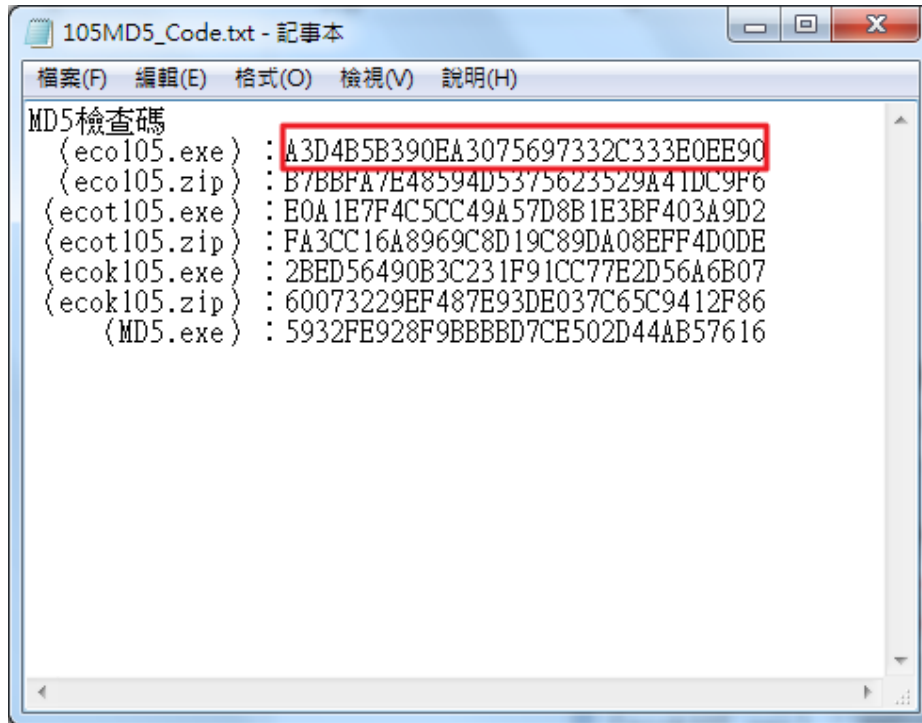 105MD5_Code.txt - 記事本
檔案(F) 編輯(E) 格式(O) 檢視(V) 說明(H)
MD5檢查碼
(eco105.exe) : A3D4B5B390EA3075697332C333E0EE90
(eco105.zip) : B7BBFA7E48594D5375623529A41DC9F6
(ecot105.exe) : E0A1E7F4C5CC49A57D8B1E3BF403A9D2
(ecot105.zip) : FA3CC16A8969C8D19C89DA08EFF4D0DE
(ecok105.exe) : 2BED56490B3C231F91CC77E2D56A6B07
(ecok105.zip) : 60073229EF487E93DE037C65C9412F86
(MD5.exe) : 5932FE928F9BBBBD7CE502D44AB57616